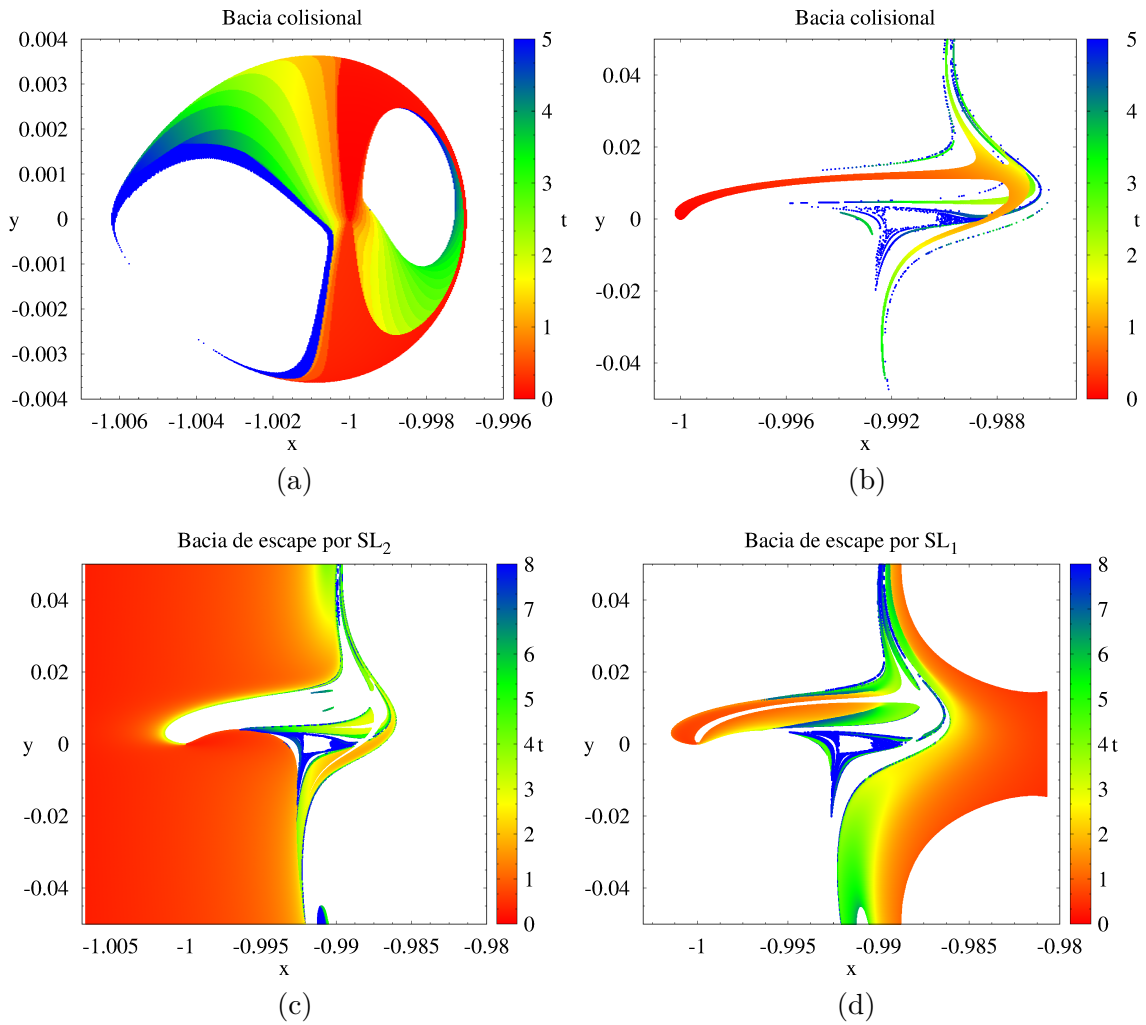 Bacia colisional
0.004
0.003
0.002
0.001
y 0
-0.001
-0.002
-0.003
-0.004
-1.006 -1.004 -1.002 -1 -0.998 -0.996
x
5
4
3
t
2
1
0
(a)
Bacia colisional
0.04
0.02
y 0
-0.02
-0.04
-1 -0.996 -0.992 -0.988
x
5
4
3
t
2
1
0
(b)
Bacia de escape por SL2
0.04
0.02
y 0
-0.02
-0.04
-1.005 -1 -0.995 -0.99 -0.985 -0.98
x
8
7
6
5
4 t
3
2
1
0
(c)
Bacia de escape por SL1
0.04
0.02
y 0
-0.02
-0.04
-1 -0.995 -0.99 -0.985 -0.98
x
8
7
6
5
4 t
3
2
1
0
(d)